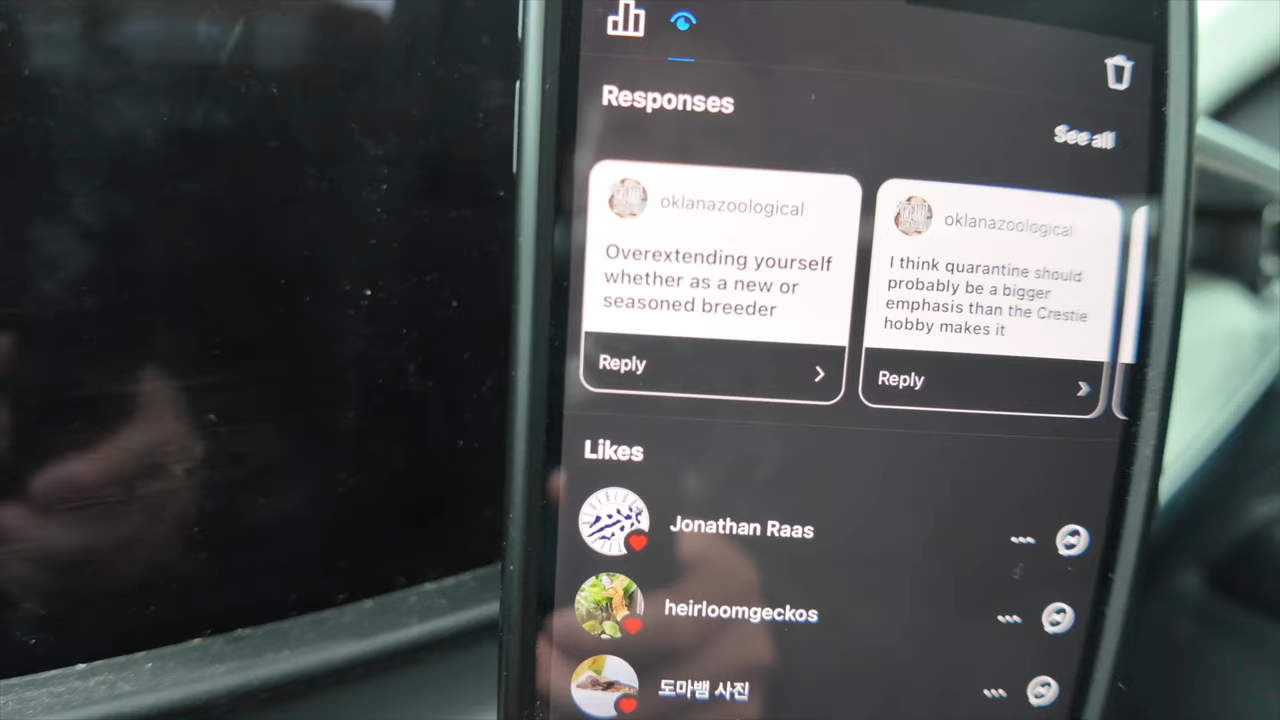 Responses
See all
oklanazoological
Overextending yourself
whether as a new or
seasoned breeder
Reply
oklanazoological
I think quarantine should
probably be a bigger
emphasis than the Crestie
hobby makes it
Reply
Likes
Jonathan Raas
heirloomgeckos
도마뱀 사진